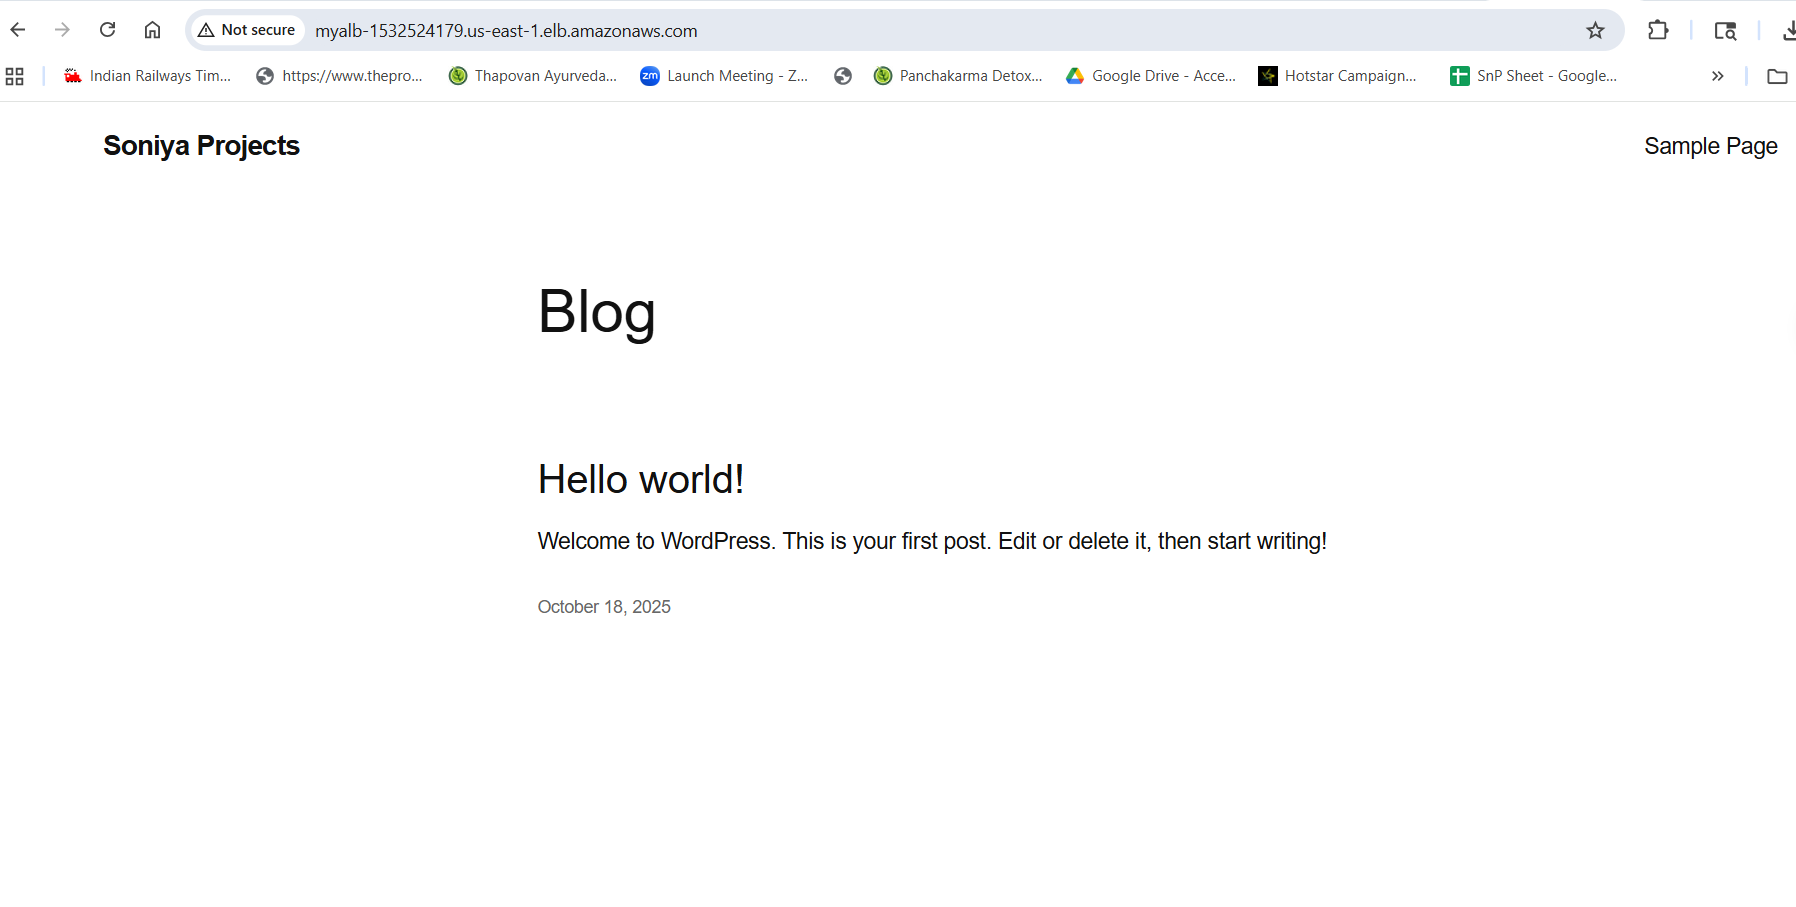 Not secure myalb-1532524179.us-east-1.elb.amazonaws.com
Indian Railways Tim... https://www.thepro... Thapovan Ayurveda... zm Launch Meeting - Z... Panchakarma Detox... Google Drive - Acce... Hotstar Campaign... SnP Sheet - Google...
Soniya Projects Sample Page
Blog
Hello world!
Welcome to WordPress. This is your first post. Edit or delete it, then start writing!
October 18, 2025